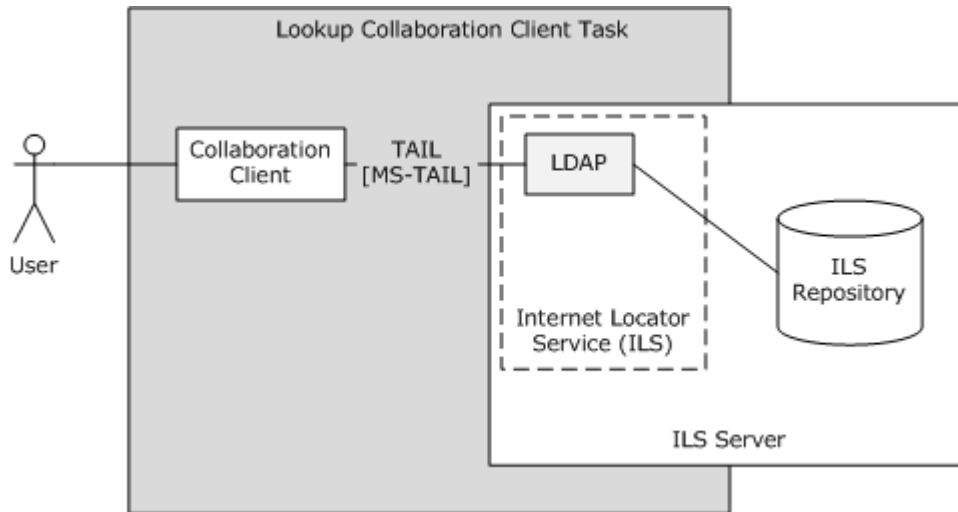 Lookup Collaboration Client Task
Collaboration
Client
TAIL
[MS-TAIL]
LDAP
User
ILS
Repository
Internet Locator
Service (ILS)
ILS Server